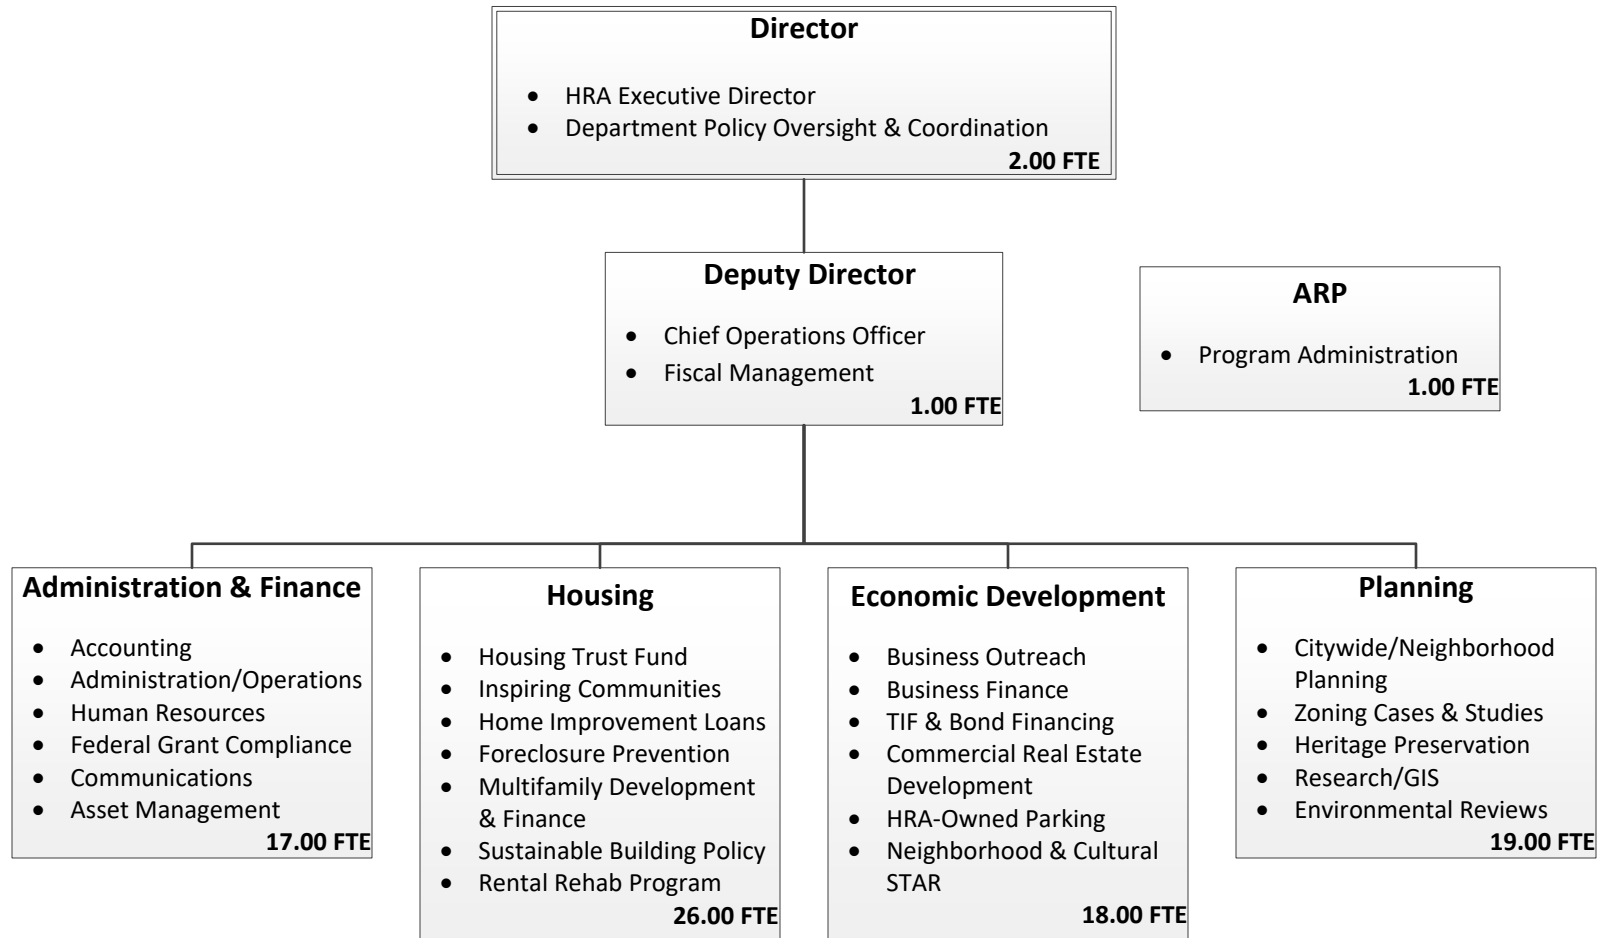 Director
• HRA Executive Director
• Department Policy Oversight & Coordination
2.00 FTE
Deputy Director
• Chief Operations Officer
• Fiscal Management
1.00 FTE
ARP
• Program Administration
1.00 FTE
Administration & Finance
• Accounting
• Administration/Operations
• Human Resources
• Federal Grant Compliance
• Communications
• Asset Management
17.00 FTE
Housing
• Housing Trust Fund
• Inspiring Communities
• Home Improvement Loans
• Foreclosure Prevention
• Multifamily Development
& Finance
• Sustainable Building Policy
• Rental Rehab Program
26.00 FTE
Economic Development
• Business Outreach
• Business Finance
• TIF & Bond Financing
• Commercial Real Estate
Development
• HRA-Owned Parking
• Neighborhood & Cultural
STAR
18.00 FTE
Planning
• Citywide/Neighborhood
Planning
• Zoning Cases & Studies
• Heritage Preservation
• Research/GIS
• Environmental Reviews
19.00 FTE